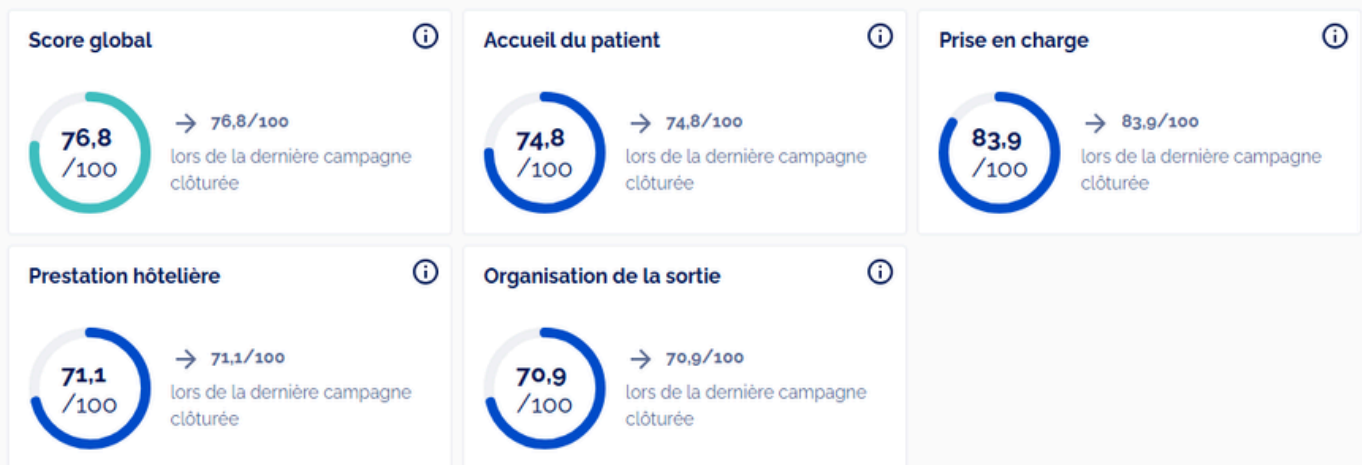 Score global
76,8
/100
→ 76,8/100
lors de la dernière campagne
clôturée
Accueil du patient
74,8
/100
→ 74,8/100
lors de la dernière campagne
clôturée
Prise en charge
83,9
/100
→ 83,9/100
lors de la dernière campagne
clôturée
Prestation hôtelière
71,1
/100
→ 71,1/100
lors de la dernière campagne
clôturée
Organisation de la sortie
70,9
/100
→ 70,9/100
lors de la dernière campagne
clôturée